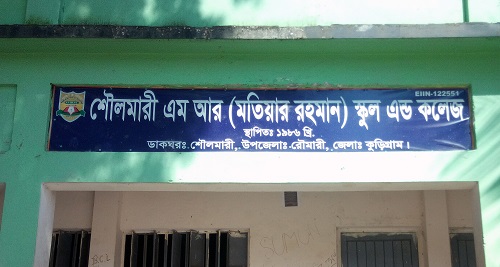 EIIN-122551
শৌলমারী এম আর (মতিয়ার রহমান) স্কুল এন্ড কলেজ
স্থাপিতঃ ১৯৮৬ খ্রি.
ডাকঘরঃ শৌলমারী, উপজেলাঃ রৌমারী, জেলাঃ কুড়িগ্রাম।